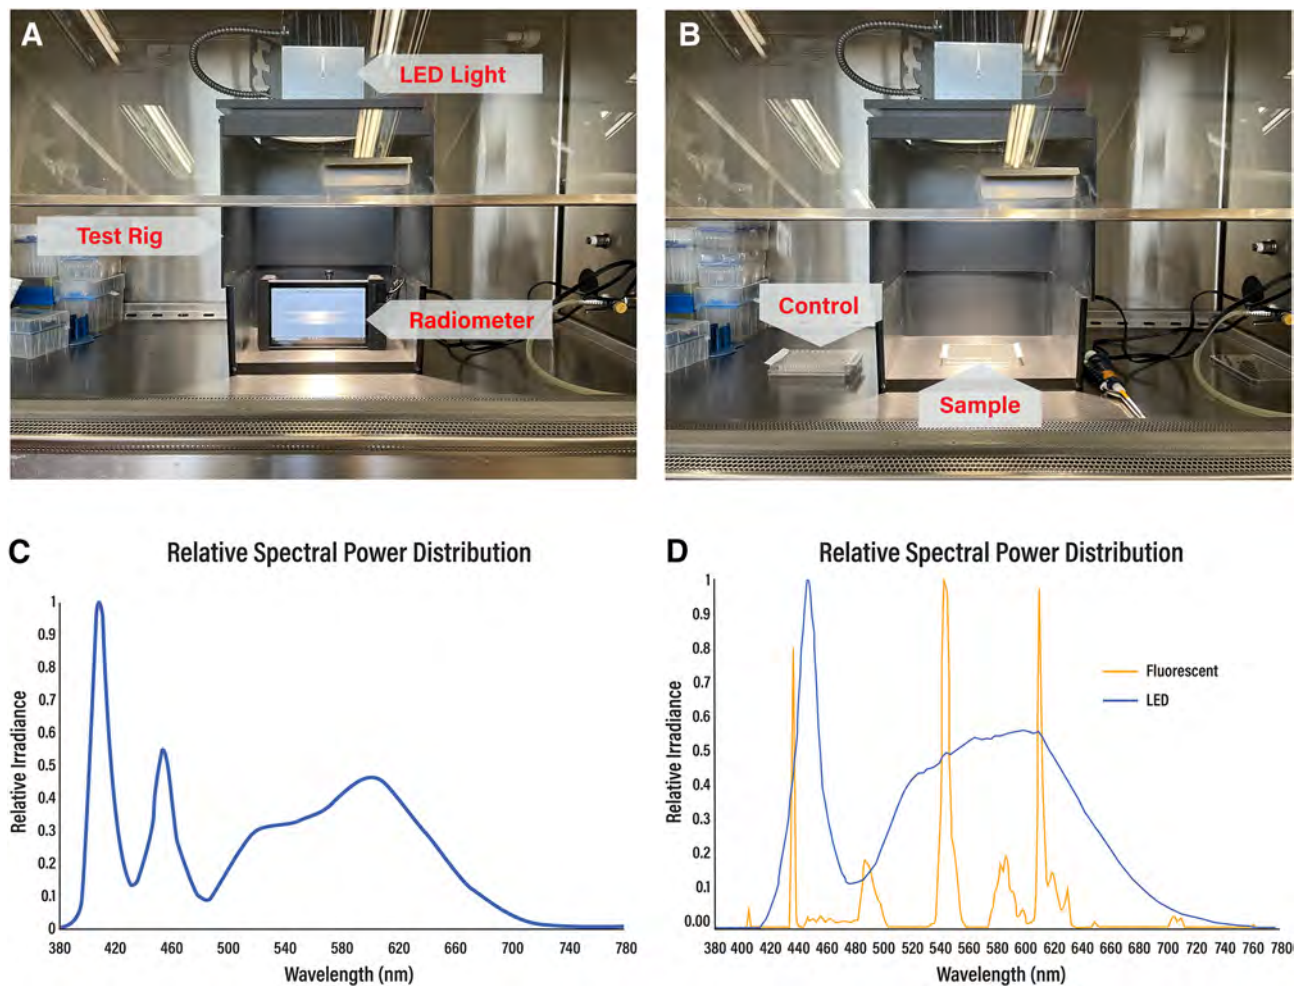 A
LED Light
Test Rig
Radiometer
B
Control
Sample
C
Relative Spectral Power Distribution
Relative Irradiance
1
0.9
0.8
0.7
0.6
0.5
0.4
0.3
0.2
0.1
0
380 420 460 500 540 580 620 660 700 740 780
Wavelength (nm)
D
Relative Spectral Power Distribution
Relative Irradiance
1
0.9
0.8
0.7
0.6
0.5
0.4
0.3
0.2
0.1
0.00
Fluorescent
LED
380 400 420 440 460 480 500 520 540 560 580 600 620 640 660 680 700 720 740 760 780
Wavelength (nm)